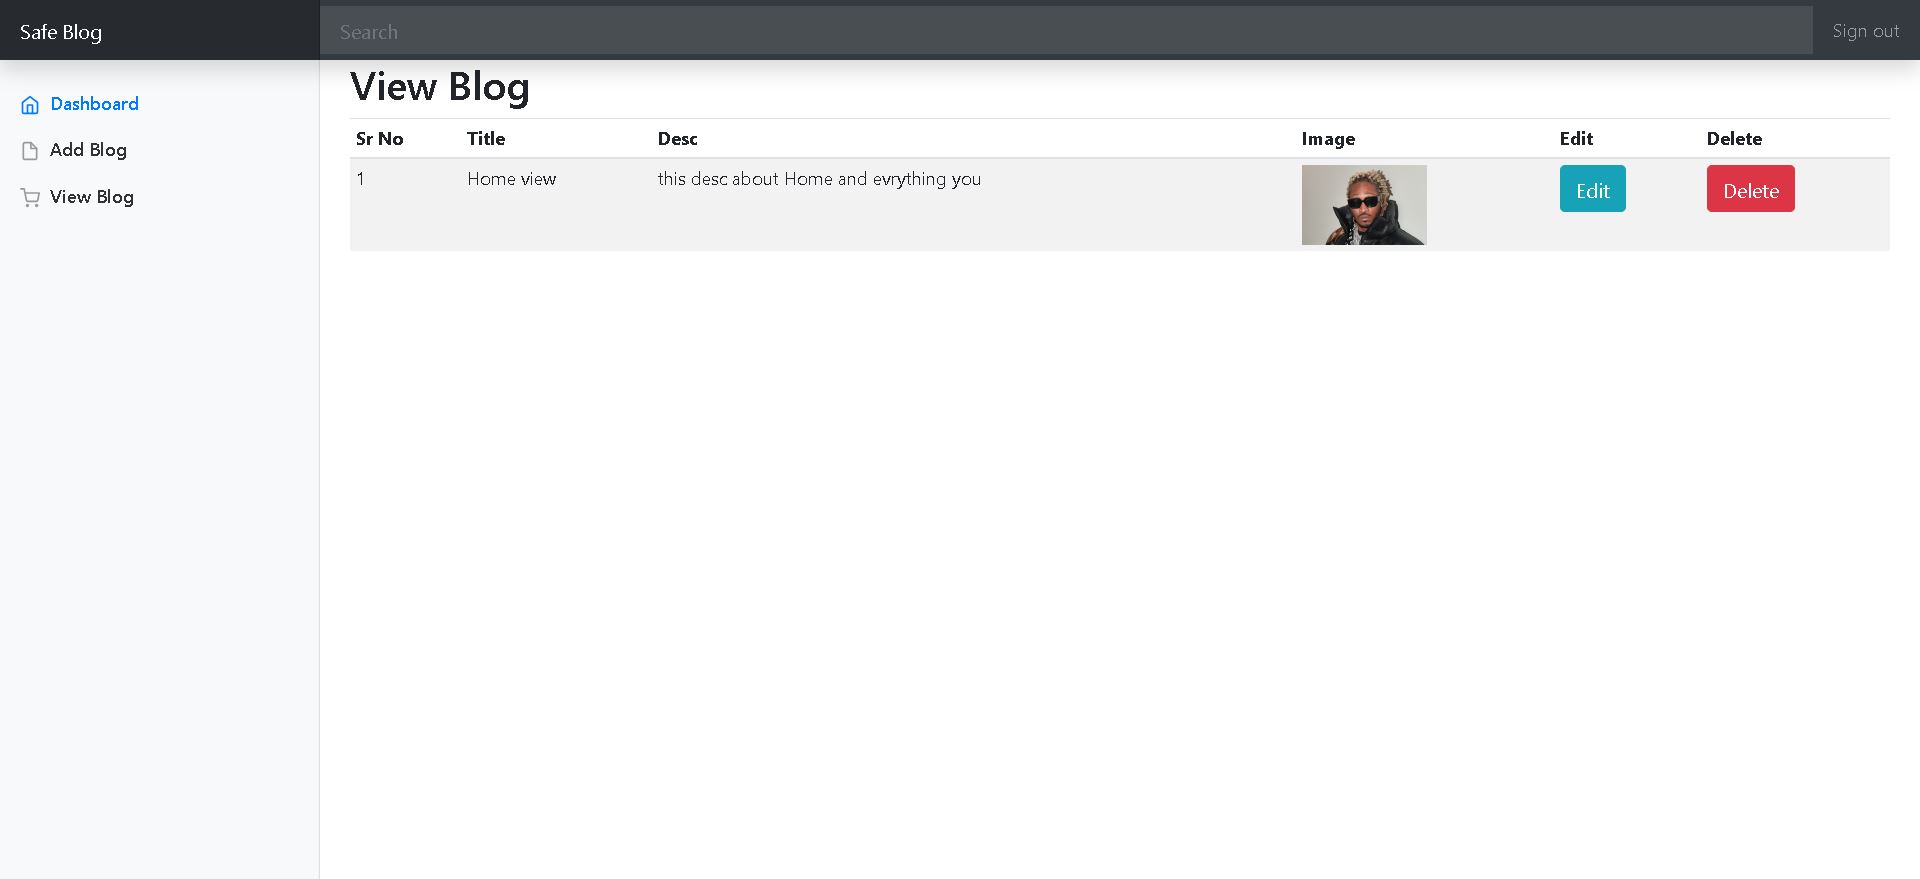 Safe Blog
Search
Sign out
Dashboard
Add Blog
View Blog
View Blog
Sr No Title Desc Image Edit Delete
1 Home view this desc about Home and evrything you Edit Delete